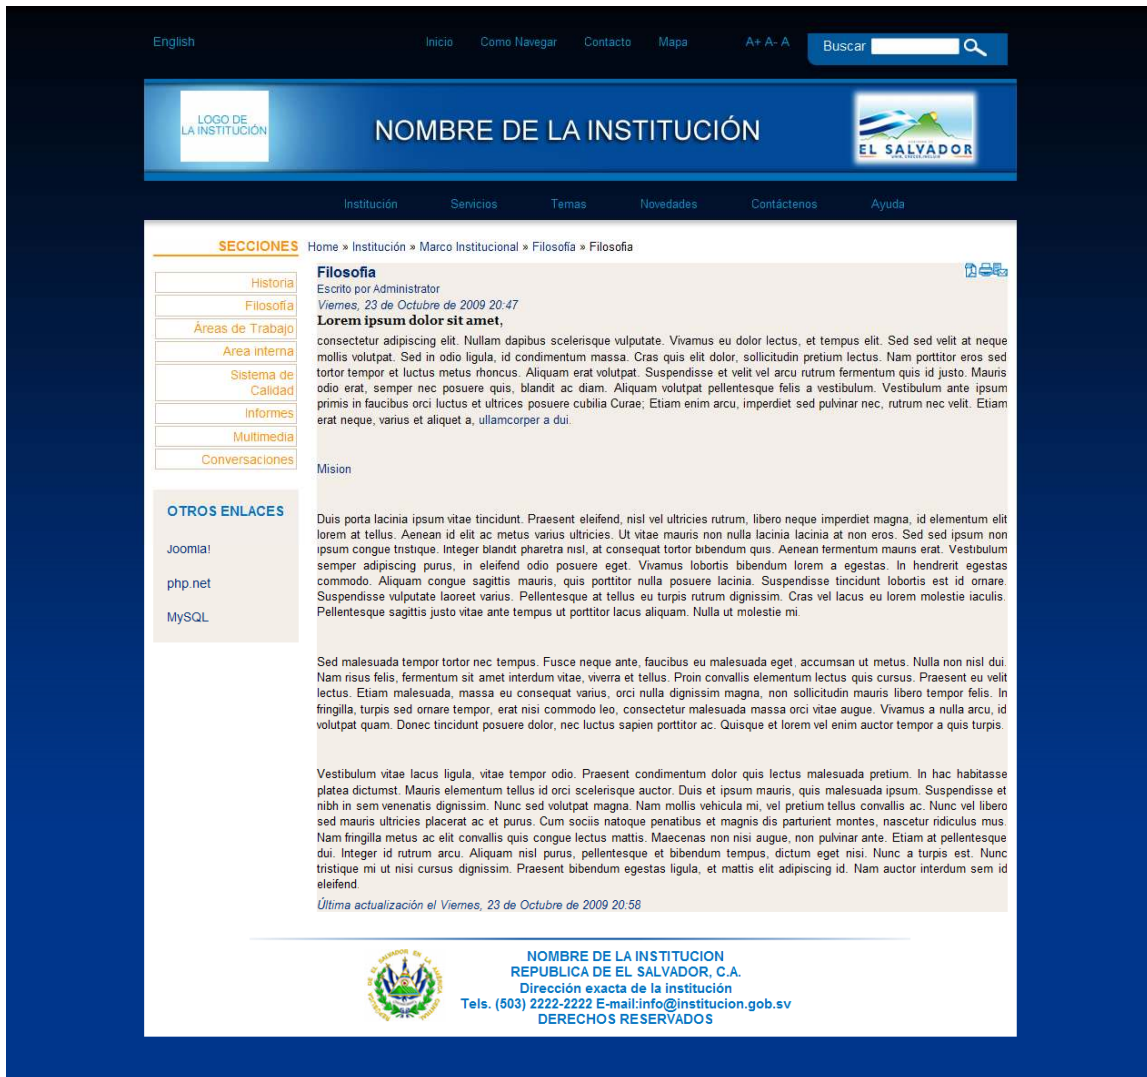 English
Inicio Como Navegar Contacto Mapa A+ A- A Buscar
LOGO DE
LA INSTITUCIÓN
NOMBRE DE LA INSTITUCIÓN
EL SALVADOR
Institución Servicios Temas Novedades Contáctenos Ayuda
SECCIONES
Home » Institución » Marco Institucional » Filosofía » Filosofia
Historia
Filosofía
Áreas de Trabajo
Area interna
Sistema de
Calidad
Informes
Multimedia
Conversaciones
OTROS ENLACES
Joomla!
php.net
MySQL
Filosofia
Escrito por Administrator
Viernes, 23 de Octubre de 2009 20:47
Lorem ipsum dolor sit amet,
consectetur adipiscing elit. Nullam dapibus scelerisque vulputate. Vivamus eu dolor lectus, et tempus elit. Sed sed velit at neque
mollis volutpat. Sed in odio ligula, id condimentum massa. Cras quis elit dolor, sollicitudin pretium lectus. Nam porttitor eros sed
tortor tempor et luctus metus rhoncus. Aliquam erat volutpat. Suspendisse et velit vel arcu rutrum fermentum quis id justo. Mauris
odio erat, semper nec posuere quis, blandit ac diam. Aliquam volutpat pellentesque felis a vestibulum. Vestibulum ante ipsum
primis in faucibus orci luctus et ultrices posuere cubilia Curae; Etiam enim arcu, imperdiet sed pulvinar nec, rutrum nec velit. Etiam
erat neque, varius et aliquet a, ullamcorper a dui.
Mision
Duis porta lacinia ipsum vitae tincidunt. Praesent eleifend, nisl vel ultricies rutrum, libero neque imperdiet magna, id elementum elit
lorem at tellus. Aenean id elit ac metus varius ultricies. Ut vitae mauris non nulla lacinia lacinia at non eros. Sed sed ipsum non
ipsum congue tristique. Integer blandit pharetra nisl, at consequat tortor bibendum quis. Aenean fermentum mauris erat. Vestibulum
semper adipiscing purus, in eleifend odio posuere eget. Vivamus lobortis bibendum lorem a egestas. In hendrerit egestas
commodo. Aliquam congue sagittis mauris, quis porttitor nulla posuere lacinia. Suspendisse tincidunt lobortis est id ornare.
Suspendisse vulputate laoreet varius. Pellentesque at tellus eu turpis rutrum dignissim. Cras vel lacus eu lorem molestie iaculis.
Pellentesque sagittis justo vitae ante tempus ut porttitor lacus aliquam. Nulla ut molestie mi.
Sed malesuada tempor tortor nec tempus. Fusce neque ante, faucibus eu malesuada eget, accumsan ut metus. Nulla non nisl dui.
Nam risus felis, fermentum sit amet interdum vitae, viverra et tellus. Proin convallis elementum lectus quis cursus. Praesent eu velit
lectus. Etiam malesuada, massa eu consequat varius, orci nulla dignissim magna, non sollicitudin mauris libero tempor felis. In
fringilla, turpis sed ornare tempor, erat nisi commodo leo, consectetur malesuada massa orci vitae augue. Vivamus a nulla arcu, id
volutpat quam. Donec tincidunt posuere dolor, nec luctus sapien porttitor ac. Quisque et lorem vel enim auctor tempor a quis turpis.
Vestibulum vitae lacus ligula, vitae tempor odio. Praesent condimentum dolor quis lectus malesuada pretium. In hac habitasse
platea dictumst. Mauris elementum tellus id orci scelerisque auctor. Duis et ipsum mauris, quis malesuada ipsum. Suspendisse et
nibh in sem venenatis dignissim. Nunc sed volutpat magna. Nam mollis vehicula mi, vel pretium tellus convallis ac. Nunc vel libero
sed mauris ultricies placerat ac et purus. Cum sociis natoque penatibus et magnis dis parturient montes, nascetur ridiculus mus.
Nam fringilla metus ac elit convallis quis congue lectus mattis. Maecenas non nisi augue, non pulvinar ante. Etiam at pellentesque
dui. Integer id rutrum arcu. Aliquam nisl purus, pellentesque et bibendum tempus, dictum eget nisi. Nunc a turpis est. Nunc
tristique mi ut nisi cursus dignissim. Praesent bibendum egestas ligula, et mattis elit adipiscing id. Nam auctor interdum sem id
eleifend.
Última actualización el Viernes, 23 de Octubre de 2009 20:58
NOMBRE DE LA INSTITUCION
REPUBLICA DE EL SALVADOR, C.A.
Dirección exacta de la institución
Tels. (503) 2222-2222 E-mail:info@institucion.gob.sv
DERECHOS RESERVADOS